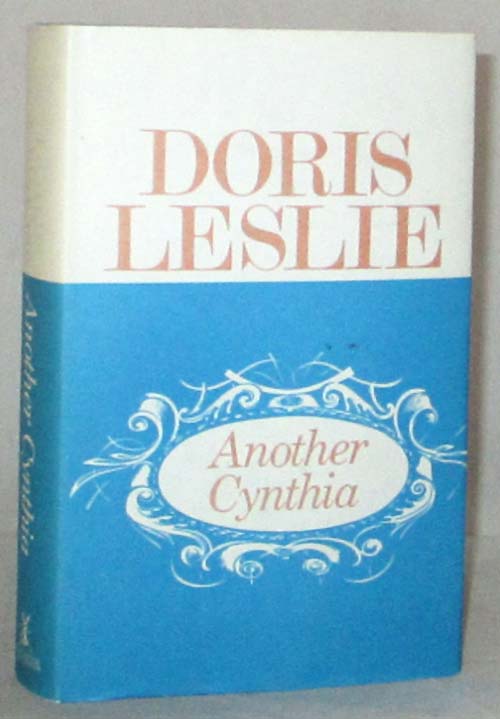 DORIS
LESLIE
Another
Cynthia
Another Cynthia